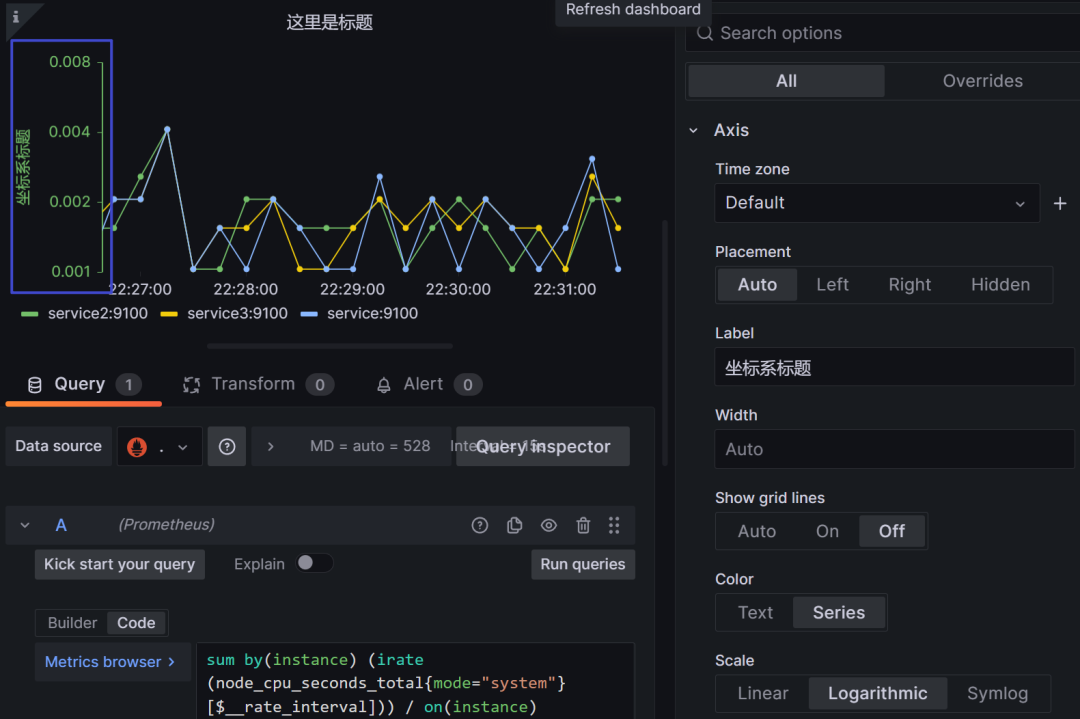 Refresh dashboard
这里是标题
0.008
0.004
0.002
0.001
坐标系标题
22:27:00 22:28:00 22:29:00 22:30:00 22:31:00
service2:9100 service3:9100 service:9100
Query 1 Transform 0 Alert 0
Data source . MD = auto = 528 Interval = 15s Query inspector
A (Prometheus)
Kick start your query Explain Run queries
Builder Code
Metrics browser > sum by(instance) (irate
(node_cpu_seconds_total{mode="system"}
[$__rate_interval])) / on(instance)
Search options
All Overrides
Axis
Time zone
Default
Placement
Auto Left Right Hidden
Label
坐标系标题
Width
Auto
Show grid lines
Auto On Off
Color
Text Series
Scale
Linear Logarithmic Symlog